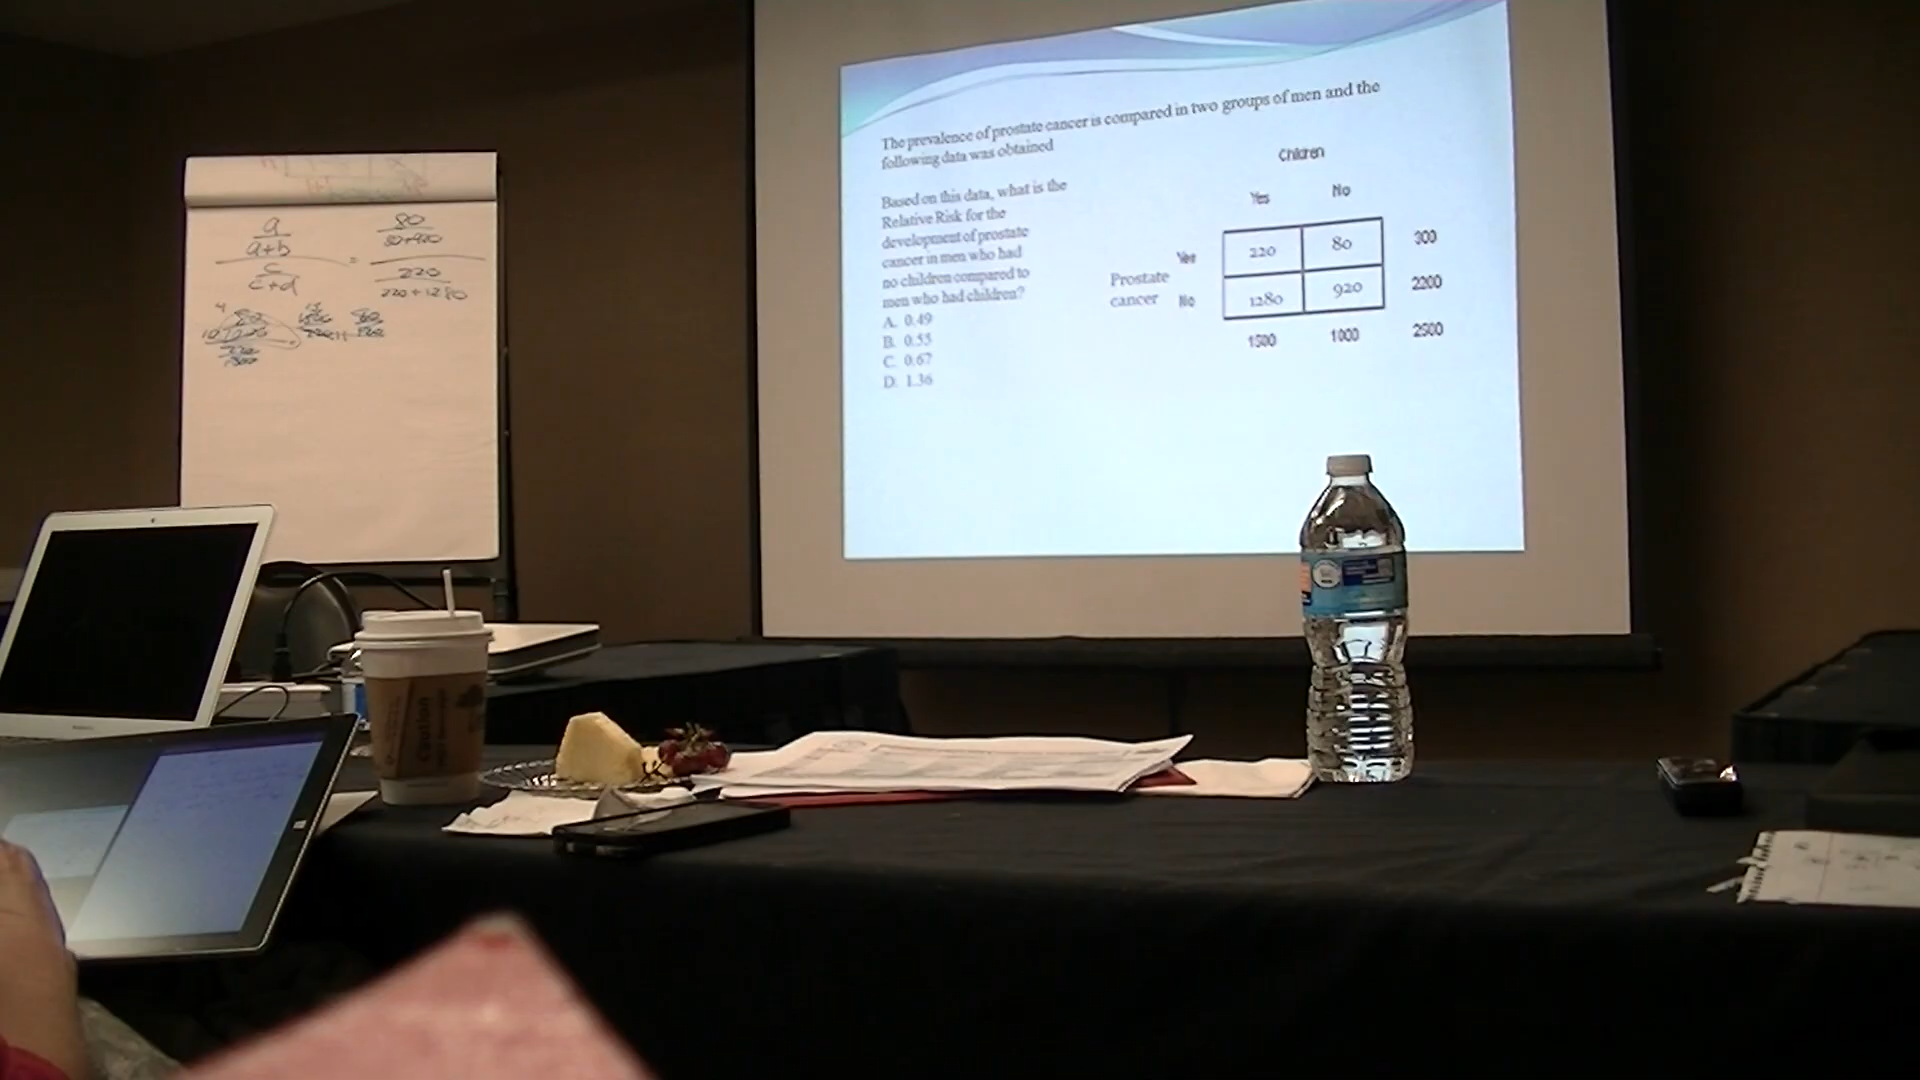 a
a+b
c
c+d
=
80
80+920
220
220+1280
The prevalence of prostate cancer is compared in two groups of men and the
following data was obtained
Based on this data, what is the
Relative Risk for the
development of prostate
cancer in men who had
no children compared to
men who had children?
A. 0.49
B. 0.55
C. 0.67
D. 1.36
Children
Yes No
Prostate
cancer
Yes 220 80 300
No 1280 920 2200
1500 1000 2500
Caution